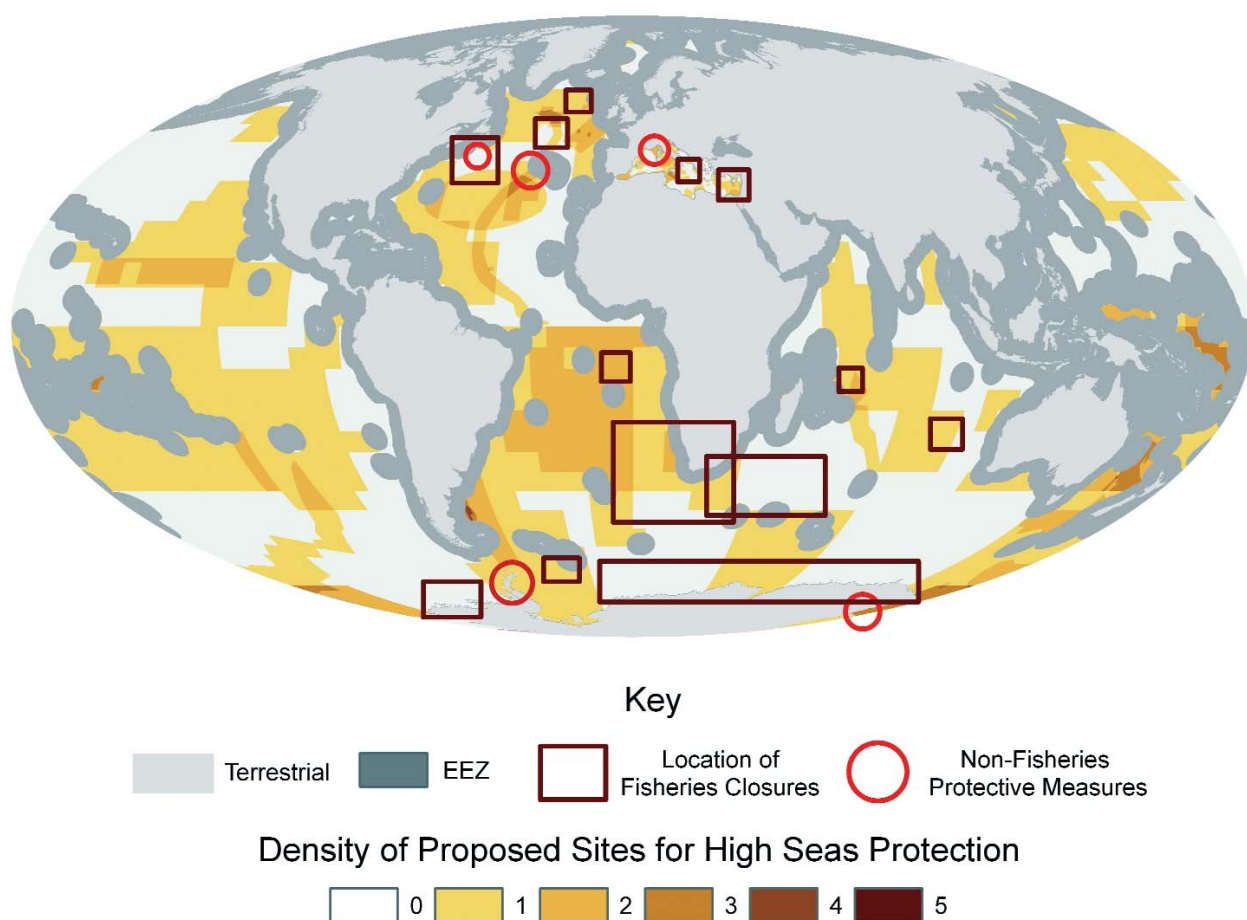 Key
Terrestrial
EEZ
Location of
Fisheries Closures
Non-Fisheries
Protective Measures
Density of Proposed Sites for High Seas Protection
0 1 2 3 4 5